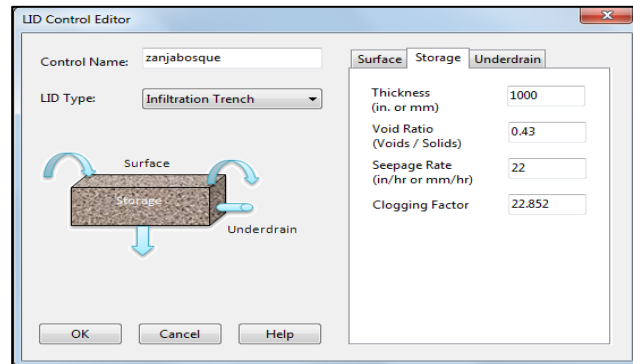 LID Control Editor
Control Name: zanjabosque
LID Type: Infiltration Trench
Surface
Storage
Underdrain
OK Cancel Help
Surface Storage Underdrain
Thickness
(in. or mm) 1000
Void Ratio
(Voids / Solids) 0.43
Seepage Rate
(in/hr or mm/hr) 22
Clogging Factor 22.852